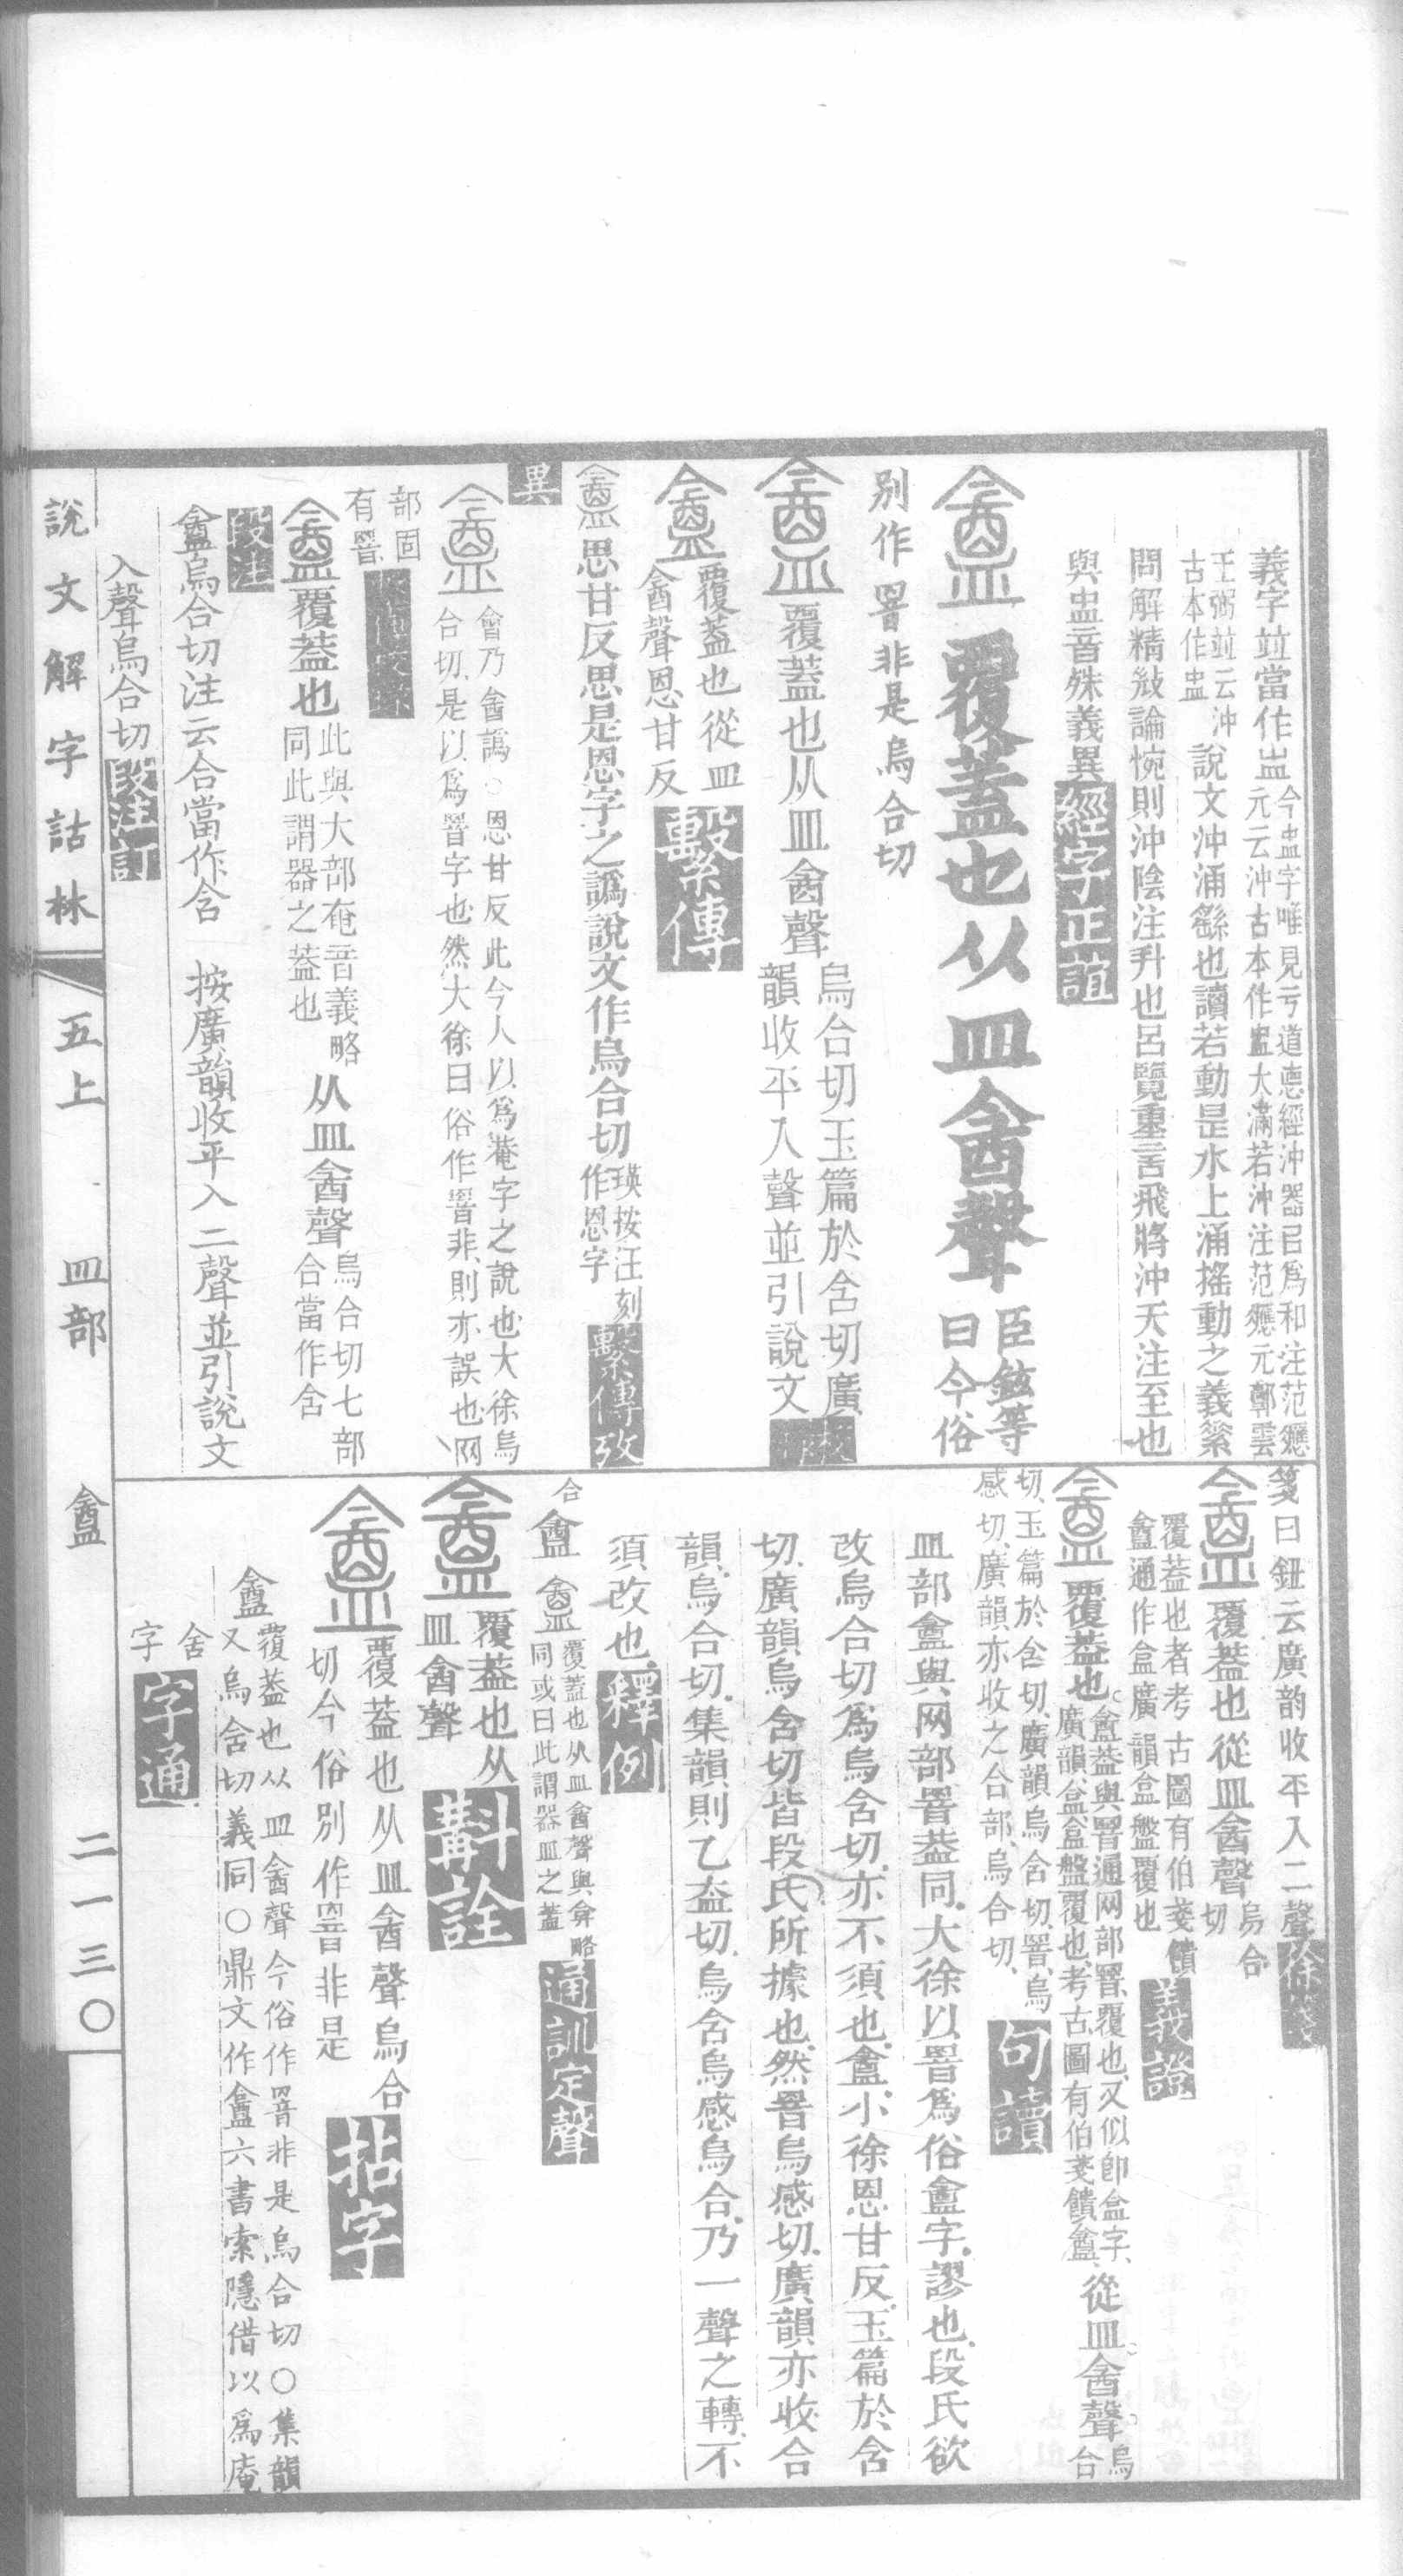 義字竝當作盅今盅字唯見亏道悳經沖器㠯爲和注范應
元云沖古本作盅大滿若沖注范應元鄭雲
王弼竝云沖
古本作盅
說文沖涌繇也讀若動是水上涌搖動之義
問解精敚論惋則沖陰注升也呂覽重言飛將沖天注至也
與盅音殊義異經字正誼
覆蓋也从皿酓聲臣鉉等
曰今俗
別作罯非是烏合切
覆蓋也从皿酓聲烏合切玉篇於含切廣
韻收平入聲並引說文
覆蓋也從皿
酓聲恩甘反繫傳
思甘反思是恩字之譌說文作烏合切瑛按汪刻
作恩字繫傳攷
異
會乃酓譌○恩甘反此今人以爲菴字之說也大徐烏
合切是以爲罯字也然大徐曰俗作罯非則亦誤也网
部固
有罯
覆蓋也此與大部奄音義略
同此謂器之蓋也从皿酓聲烏合切七部
合當作含
段注
盦烏合切注云合當作含 按廣韻收平入二聲並引說文
入聲烏合切段注訂
箋曰鈕云廣韵收平入二聲徐箋
覆蓋也從皿酓聲烏合
切
覆蓋也者考古圖有伯戔饋
盦通作盒廣韻盒盤覆也義證
覆蓋也盦蓋與罯通网部罯覆也又似卽盒字
廣韻盒盒盤覆也考古圖有伯戔饋盦從皿酓聲烏
合
切玉篇於含切廣韻烏含切罯烏
感切廣韻亦收之合部烏合切句讀
皿部盦與网部罯蓋同大徐以罯爲俗盦字謬也段氏欲
改烏合切爲烏含切亦不須也盦小徐恩甘反玉篇於含
切廣韻烏含切皆段氏所據也然罯烏感切廣韻亦收合
韻烏合切集韻則乙盍切烏含烏感烏合乃一聲之轉不
須改也釋例
合盦覆蓋也从皿酓聲與弇略
同或曰此謂器皿之蓋通訓定聲
覆蓋也从
皿酓聲斠詮
覆蓋也从皿酓聲烏合
切今俗別作罯非是拈字
盦覆蓋也从皿酓聲今俗作罯非是烏合切○集韻
又烏含切義同○鼎文作盦六書索隱借以爲庵
舍
字字通
說文解字詁林
五上 皿部 盦 二一三〇